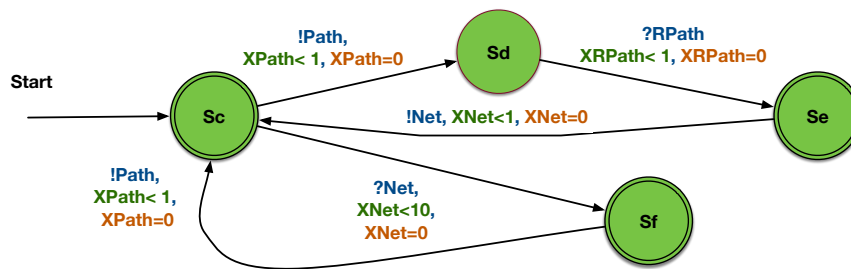 !Path,
XPath< 1, XPath=0
Sd
?RPath
XRPath< 1, XRPath=0
Start
Sc
!Net, XNet<1, XNet=0
Se
!Path,
XPath< 1,
XPath=0
?Net,
XNet<10,
XNet=0
Sf